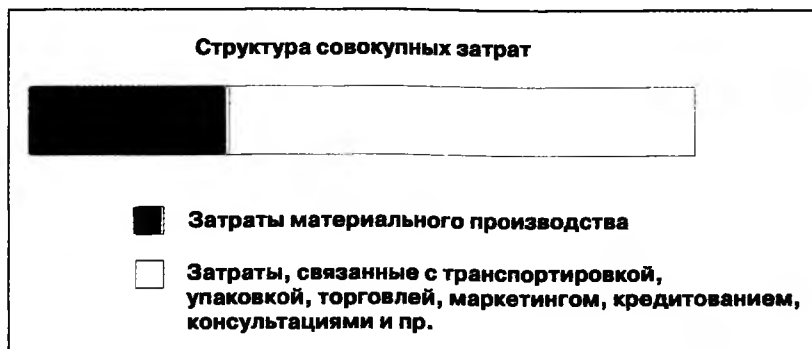 Структура совокупных затрат
Затраты материального производства
Затраты, связанные с транспортировкой,
упаковкой, торговлей, маркетингом, кредитованием,
консультациями и пр.